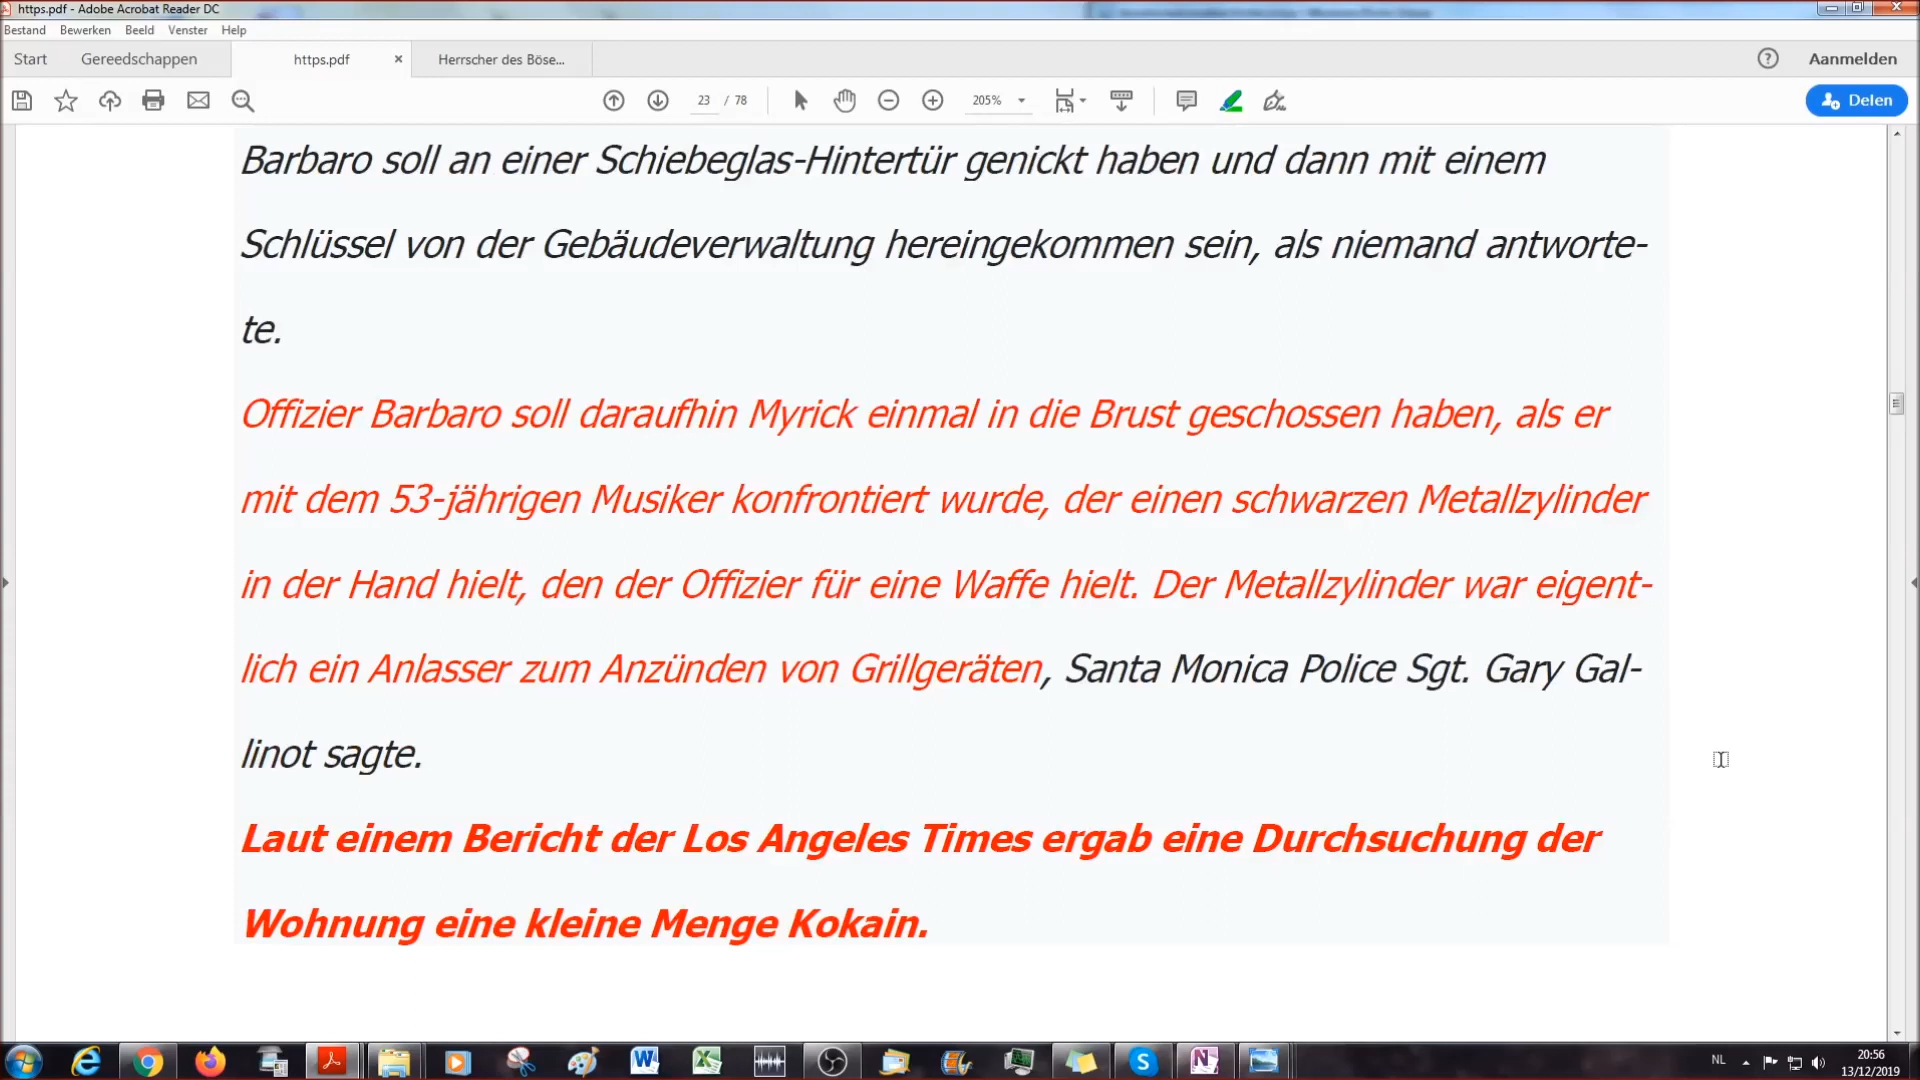 https.pdf - Adobe Acrobat Reader DC
Bestand Bewerken Beeld Venster Help
Start Gereedschappen https.pdf × Herrscher des Böse... ? Aanmelden
23 / 78 205% Delen
Barbaro soll an einer Schiebeglas-Hintertür genickt haben und dann mit einem
Schlüssel von der Gebäudeverwaltung hereingekommen sein, als niemand antworte-
te.
Offizier Barbaro soll daraufhin Myrick einmal in die Brust geschossen haben, als er
mit dem 53-jährigen Musiker konfrontiert wurde, der einen schwarzen Metallzylinder
in der Hand hielt, den der Offizier für eine Waffe hielt. Der Metallzylinder war eigent-
lich ein Anlasser zum Anzünden von Grillgeräten, Santa Monica Police Sgt. Gary Gal-
linot sagte.
Laut einem Bericht der Los Angeles Times ergab eine Durchsuchung der
Wohnung eine kleine Menge Kokain.
NL 20:56
13/12/2019